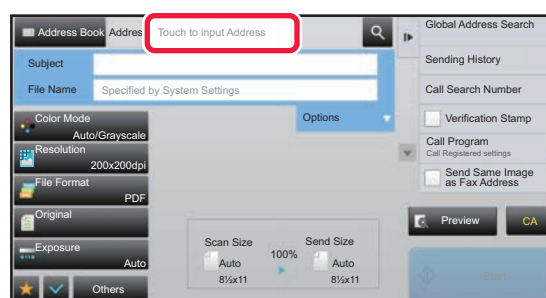 Address Book
Addres
Touch to input Address
Global Address Search
Subject
Sending History
File Name
Specified by System Settings
Call Search Number
Color Mode
Auto/Grayscale
Options
Verification Stamp
Resolution
200x200dpi
Call Program
Call Registered settings
File Format
PDF
Send Same Image
as Fax Address
Original
Preview
CA
Exposure
Auto
Scan Size
Auto
8½x11
100%
Send Size
Auto
8½x11
Others
Start